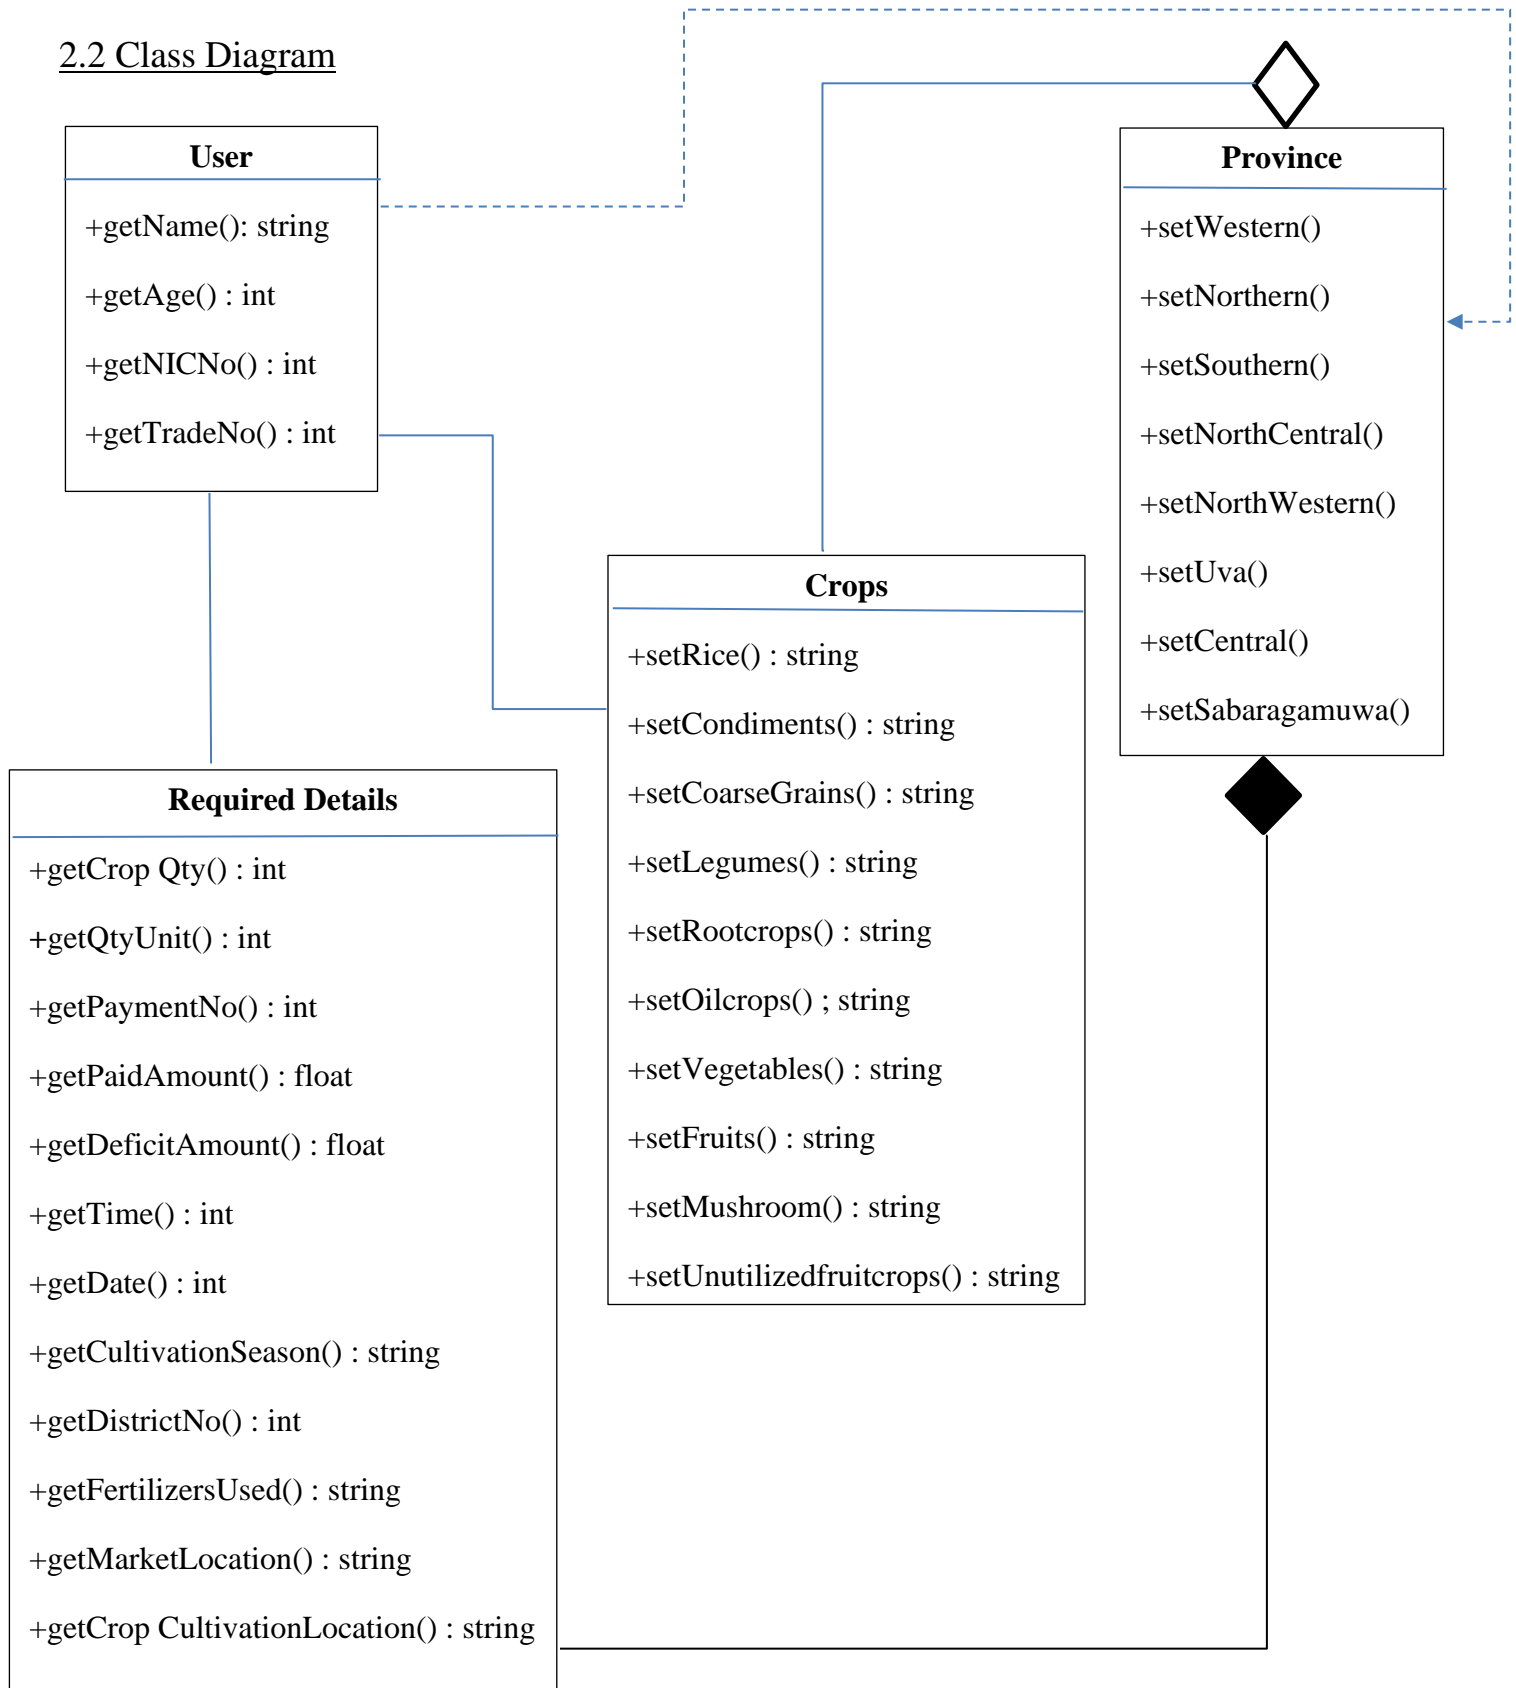 2.2 Class Diagram
User
+getName(): string
+getAge() : int
+getNICNo() : int
+getTradeNo() : int
Province
+setWestern()
+setNorthern()
+setSouthern()
+setNorthCentral()
+setNorthWestern()
+setUva()
+setCentral()
+setSabaragamuwa()
Crops
+setRice() : string
+setCondiments() : string
+setCoarseGrains() : string
+setLegumes() : string
+setRootcrops() : string
+setOilcrops() ; string
+setVegetables() : string
+setFruits() : string
+setMushroom() : string
+setUnutilizedfruitcrops() : string
Required Details
+getCrop Qty() : int
+getQtyUnit() : int
+getPaymentNo() : int
+getPaidAmount() : float
+getDeficitAmount() : float
+getTime() : int
+getDate() : int
+getCultivationSeason() : string
+getDistrictNo() : int
+getFertilizersUsed() : string
+getMarketLocation() : string
+getCrop CultivationLocation() : string